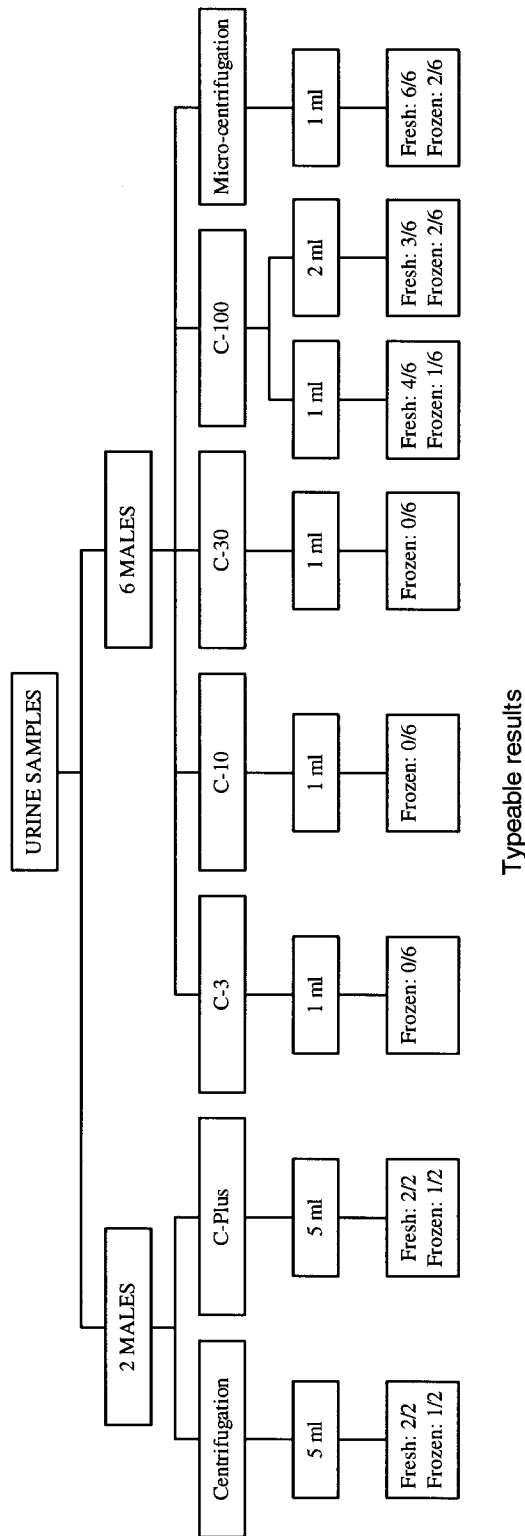 URINE SAMPLES
2 MALES
6 MALES
Centrifugation
C-Plus
C-3
C-10
C-30
C-100
Micro-centrifugation
5 ml
5 ml
1 ml
1 ml
1 ml
1 ml
2 ml
1 ml
Fresh: 2/2
Frozen: 1/2
Fresh: 2/2
Frozen: 1/2
Frozen: 0/6
Frozen: 0/6
Frozen: 0/6
Fresh: 4/6
Frozen: 1/6
Fresh: 3/6
Frozen: 2/6
Fresh: 6/6
Frozen: 2/6
Typeable results